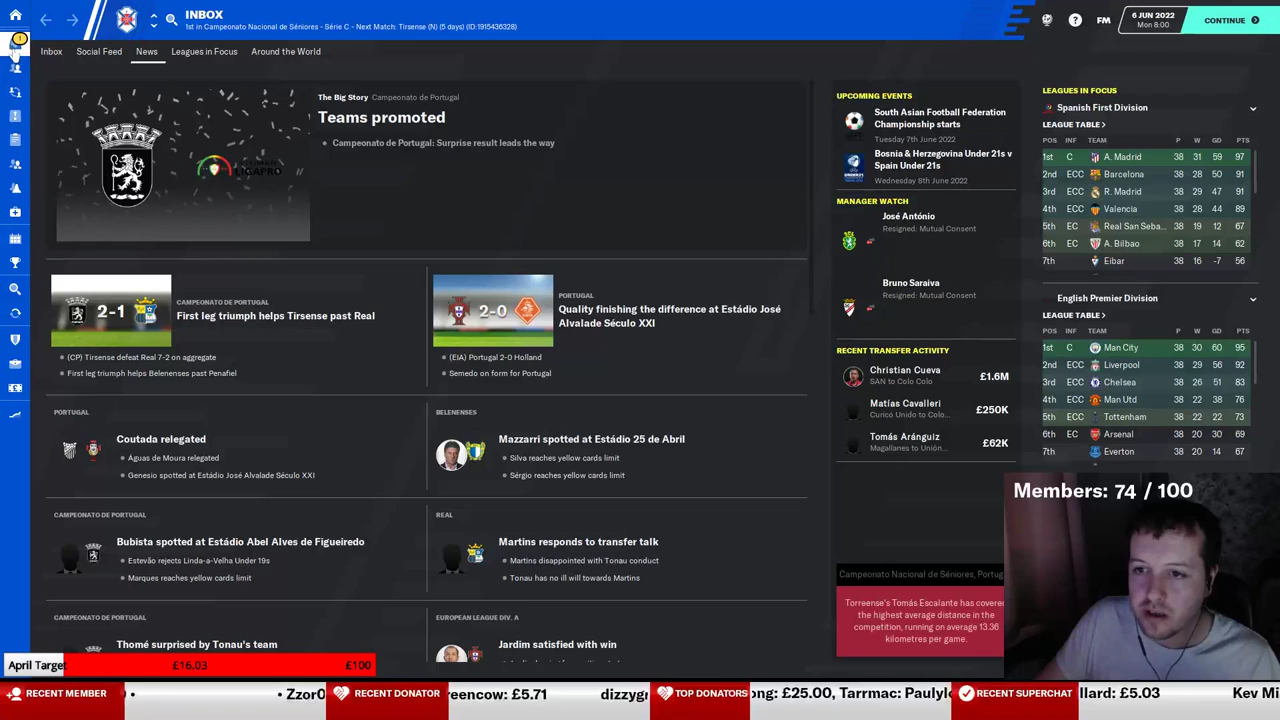 INBOX
1st in Campeonato Nacional de Séniores - Série C - Next Match: Tirsense (N) (5 days) (ID:1915436328)
FM
6 JUN 2022
Mon 8:00
CONTINUE
Inbox
Social Feed
News
Leagues in Focus
Around the World
The Big Story Campeonato de Portugal
Teams promoted
Campeonato de Portugal: Surprise result leads the way
LIGAPRO
2-1
CAMPEONATO DE PORTUGAL
First leg triumph helps Tirsense past Real
(CP) Tirsense defeat Real 7-2 on aggregate
First leg triumph helps Belenenses past Penafiel
2-0
PORTUGAL
Quality finishing the difference at Estádio José
Alvalade Século XXI
(EIA) Portugal 2-0 Holland
Semedo on form for Portugal
PORTUGAL
Coutada relegated
Águas de Moura relegated
Genesio spotted at Estádio José Alvalade Século XXI
BELENENSES
Mazzarri spotted at Estádio 25 de Abril
Silva reaches yellow cards limit
Sérgio reaches yellow cards limit
CAMPEONATO DE PORTUGAL
Bubista spotted at Estádio Abel Alves de Figueiredo
Estevão rejects Linda-a-Velha Under 19s
Marques reaches yellow cards limit
REAL
Martins responds to transfer talk
Martins disappointed with Tonau conduct
Tonau has no ill will towards Martins
CAMPEONATO DE PORTUGAL
Thomé surprised by Tonau's team
EUROPEAN LEAGUE DIV. A
Jardim satisfied with win
UPCOMING EVENTS
South Asian Football Federation
Championship starts
Tuesday 7th June 2022
Bosnia & Herzegovina Under 21s v
Spain Under 21s
Wednesday 8th June 2022
MANAGER WATCH
José António
Resigned: Mutual Consent
Bruno Saraiva
Resigned: Mutual Consent
RECENT TRANSFER ACTIVITY
Christian Cueva
SAN to Colo Colo
£1.6M
Matías Cavalleri
Curicó Unido to Colo...
£250K
Tomás Aránguiz
Magallanes to Unión...
£62K
Campeonato Nacional de Séniores, Portug
Torreense's Tomás Escalante has covere
the highest average distance in the
competition, running on average 13.36
kilometres per game.
LEAGUES IN FOCUS
Spanish First Division
LEAGUE TABLE
POS INF TEAM P W GD PTS
1st C A. Madrid 38 31 59 97
2nd ECC Barcelona 38 28 50 91
3rd ECC R. Madrid 38 29 47 91
4th ECC Valencia 38 28 44 89
5th EC Real San Seba... 38 19 12 67
6th EC A. Bilbao 38 17 14 62
7th Eibar 38 16 -7 56
English Premier Division
LEAGUE TABLE
POS INF TEAM P W GD PTS
1st C Man City 38 30 60 95
2nd ECC Liverpool 38 29 56 92
3rd ECC Chelsea 38 26 51 83
4th ECC Man Utd 38 22 38 76
5th ECC Tottenham 38 22 22 73
6th EC Arsenal 38 20 30 69
7th Everton 38 20 14 67
Members: 74 / 100
April Target
£16.03
£100
RECENT MEMBER
RECENT DONATOR
reencow: £5.71
dizzygr
TOP DONATORS
ong: £25.00, Tarrmac: Paulylo
RECENT SUPERCHAT
llard: £5.03
Kev Mi